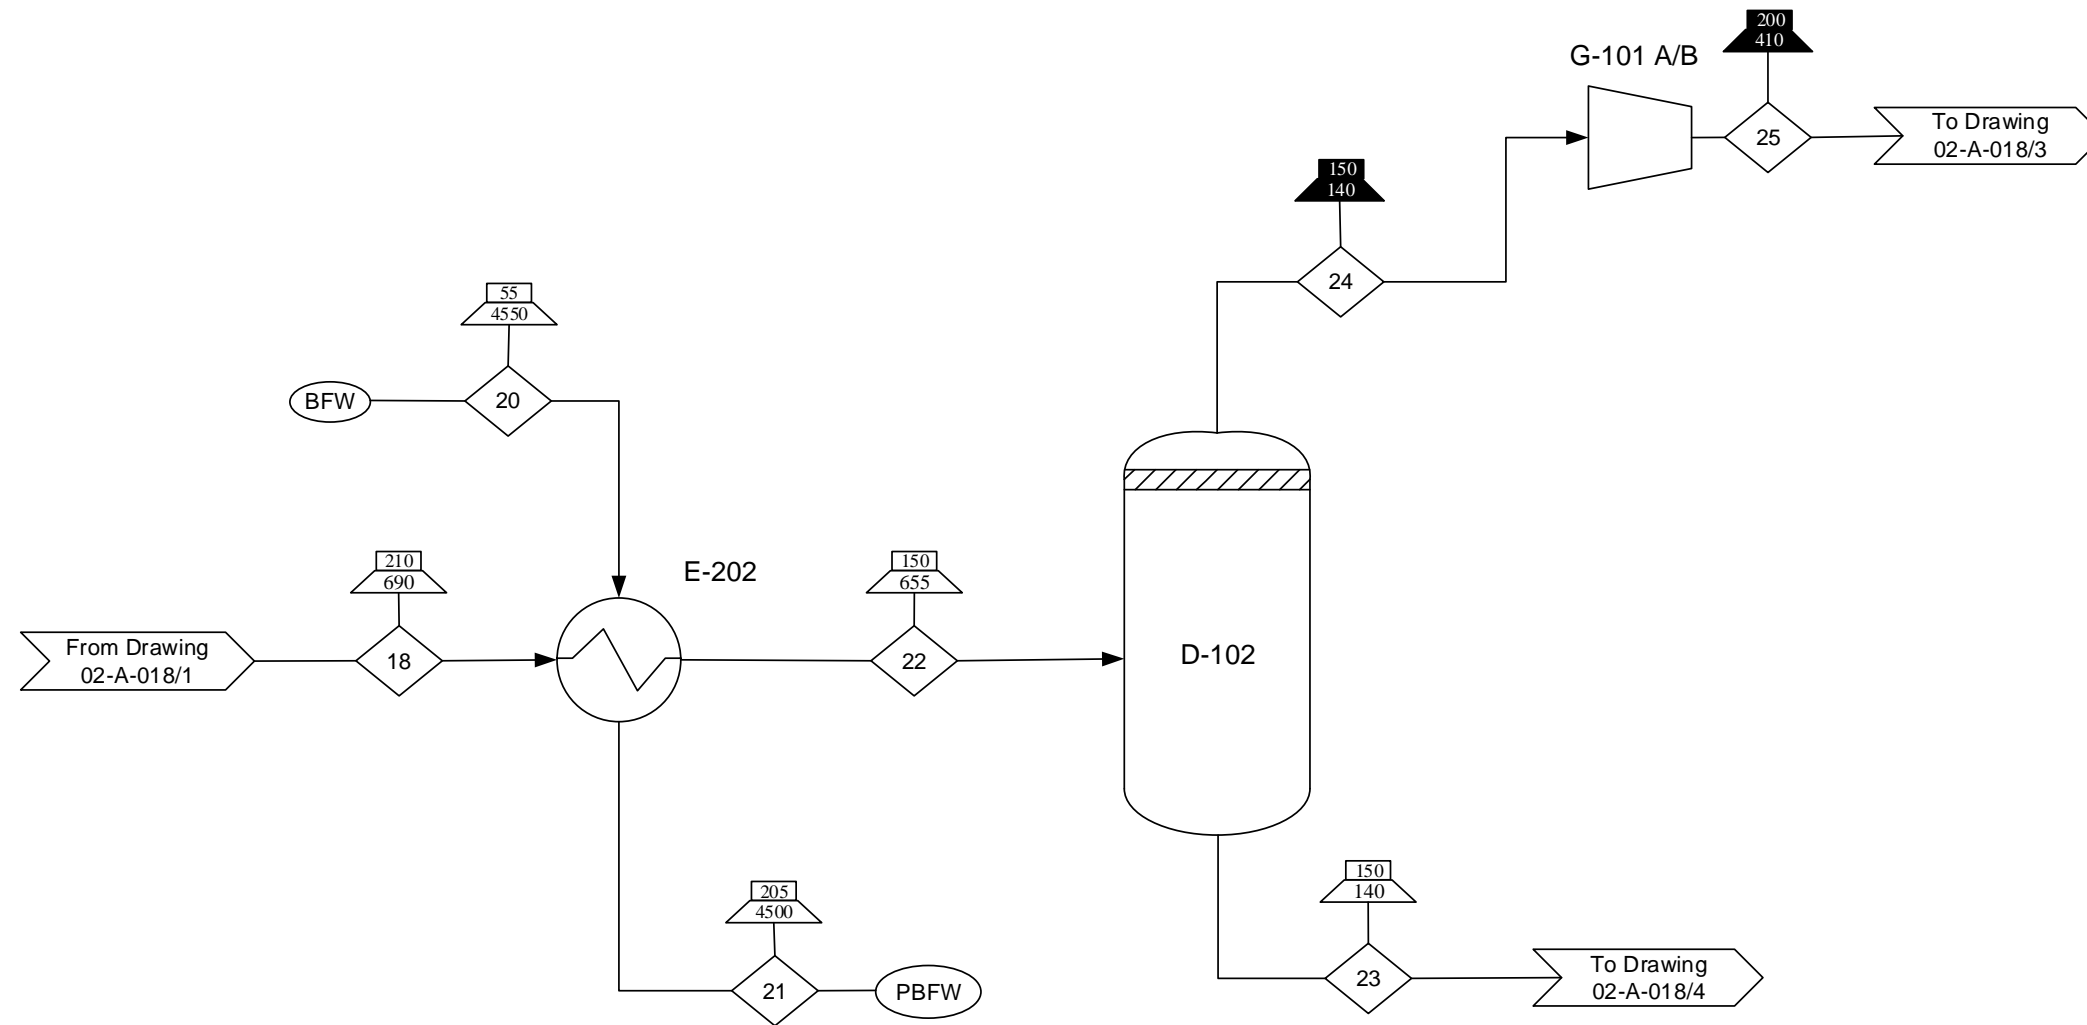 200
410
G-101 A/B
25
To Drawing
02-A-018/3
150
140
24
55
4550
BFW
20
210
690
E-202
150
655
From Drawing
02-A-018/1
18
22
D-102
205
4500
21
PBFW
150
140
23
To Drawing
02-A-018/4